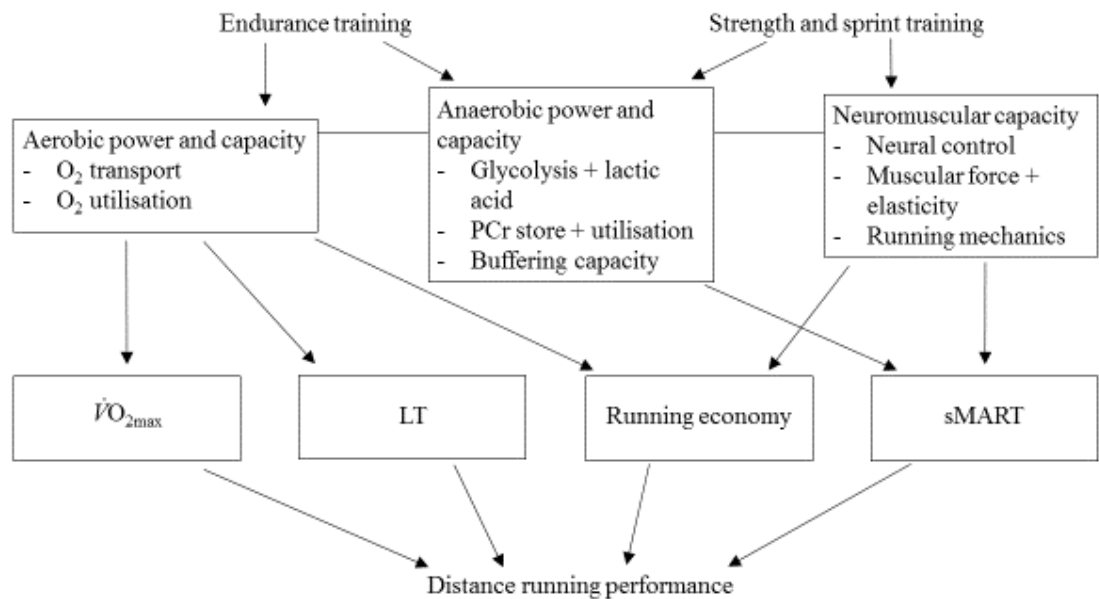 Endurance training
Strength and sprint training
Aerobic power and capacity
- O₂ transport
- O₂ utilisation
Anaerobic power and
capacity
- Glycolysis + lactic
acid
- PCr store + utilisation
- Buffering capacity
Neuromuscular capacity
- Neural control
- Muscular force +
elasticity
- Running mechanics
V̇O₂max
LT
Running economy
sMART
Distance running performance